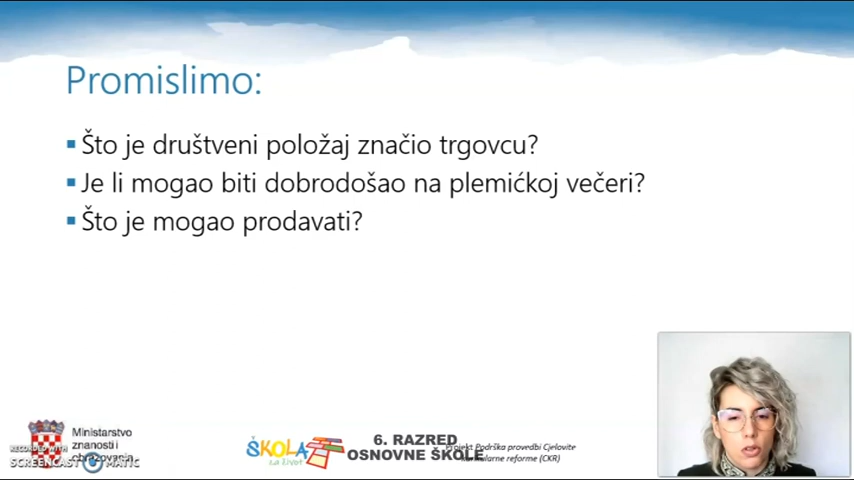 Promislimo:
Što je društveni položaj značio trgovcu?
Je li mogao biti dobrodošao na plemićkoj večeri?
Što je mogao prodavati?
Ministarstvo
znanosti i
obrazovanja
RECORDED WITH
SCREENCAST MATIC
ŠKOLA
za život
6. RAZRED
OSNOVNE ŠKOLE
Projekt Podrška provedbi Cjelovite
kurikularne reforme (CKR)